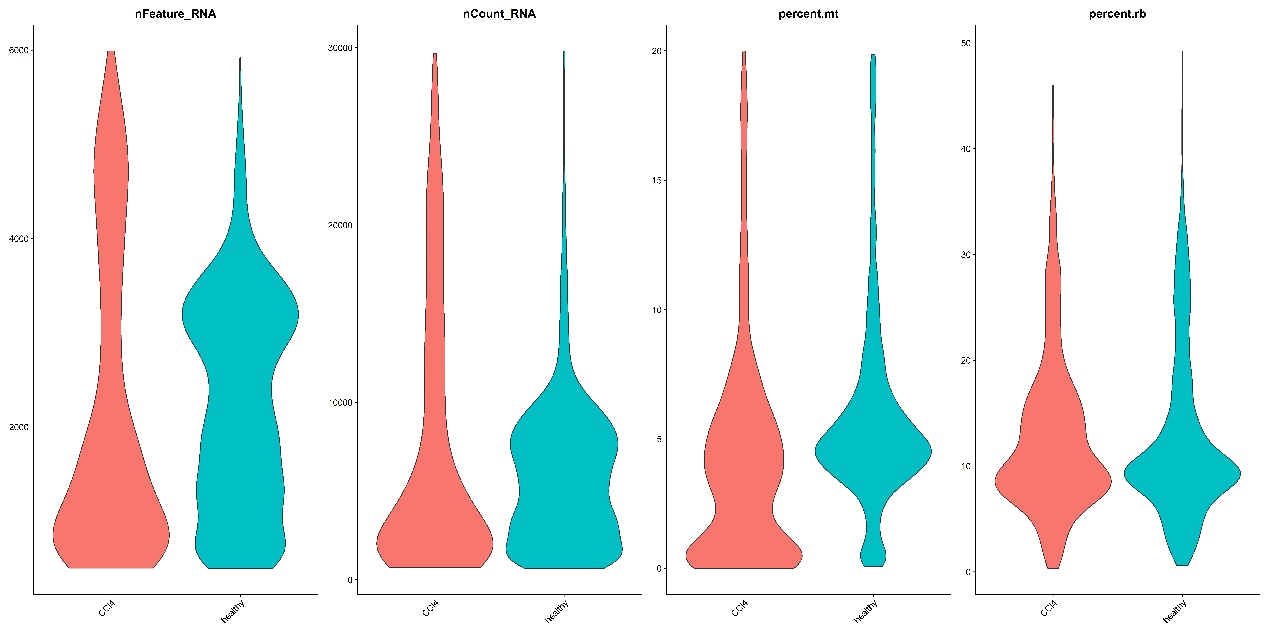 nFeature_RNA
6000
4000
2000
CCl4
healthy
nCount_RNA
30000
20000
10000
0
CCl4
healthy
percent.mt
20
15
10
5
0
CCl4
healthy
percent.rb
50
40
30
20
10
0
CCl4
healthy